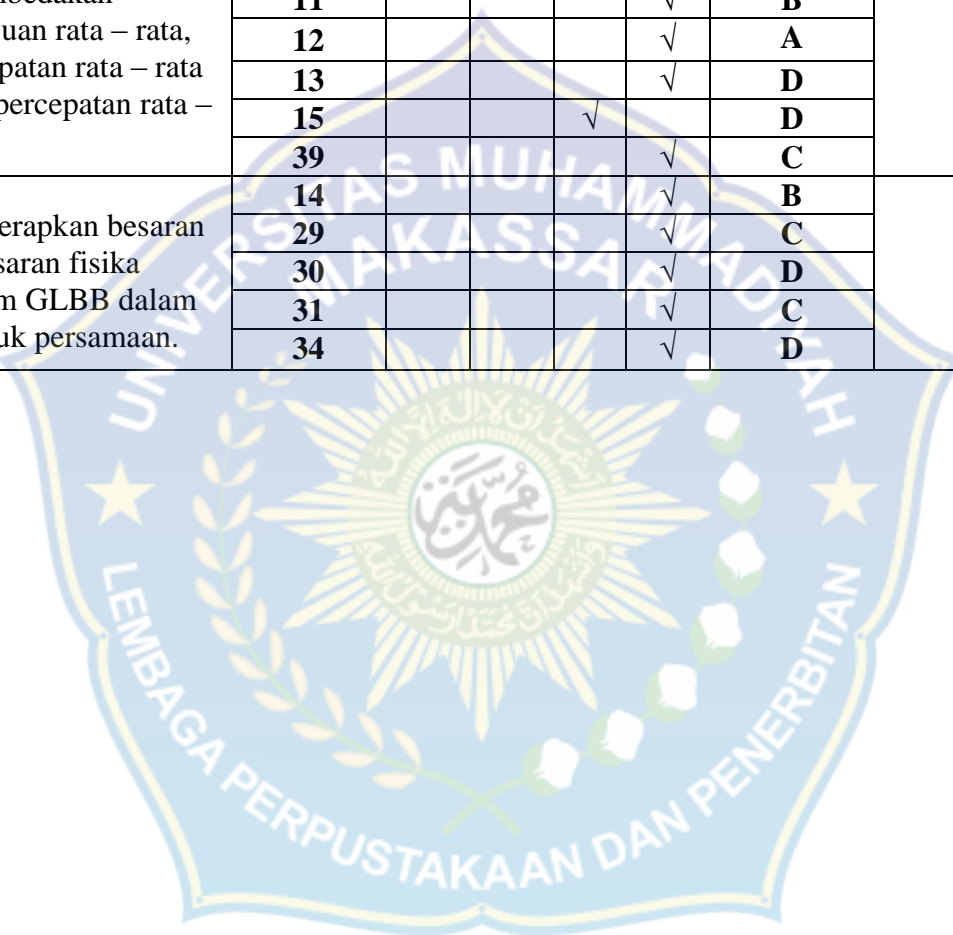 11 √ B
uan rata – rata,
12 √ A
patan rata – rata
13 √ D
percepatan rata –
15 √ D
39 √ C
14 √ B
erapkan besaran
29 √ C
saran fisika
30 √ D
m GLBB dalam
31 √ C
uk persamaan.
34 √ D
UNIVERSITAS MUHAMMADIYAH
MAKASSAR
LEMBAGA PERPUSTAKAAN DAN PENERBITAN